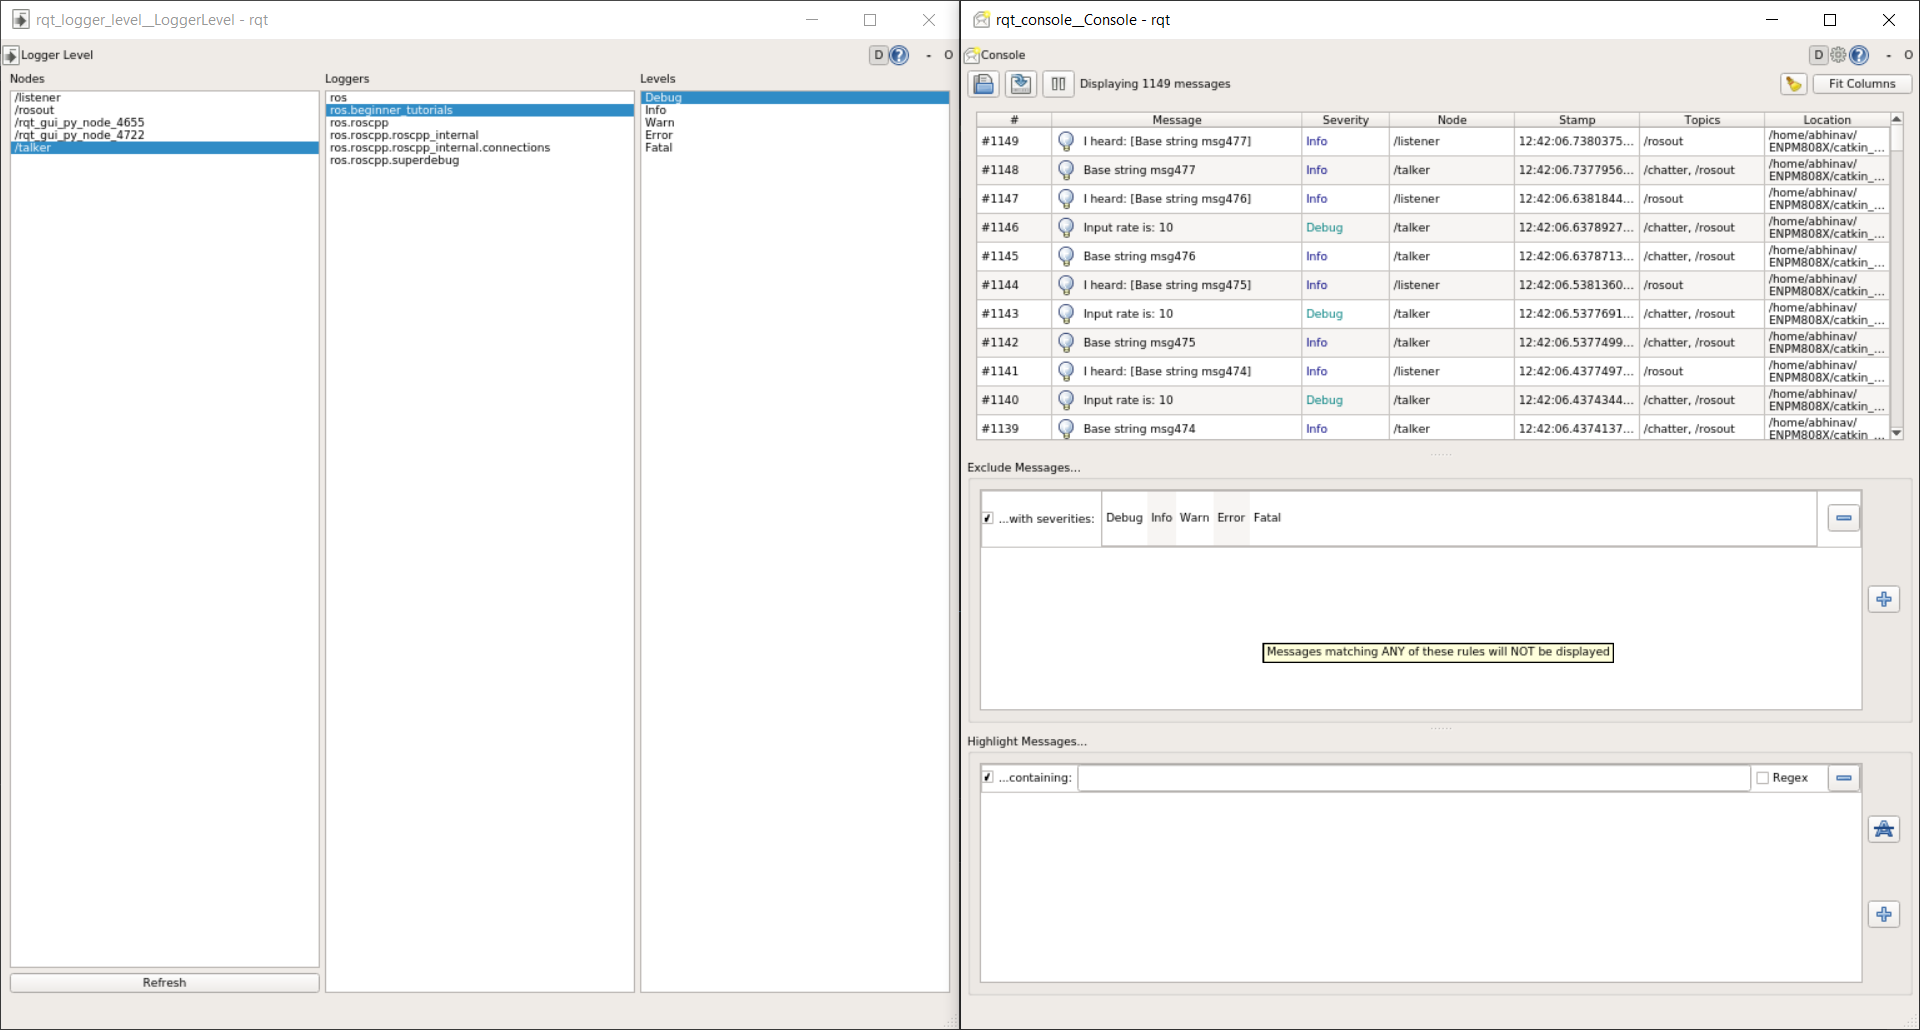 rqt_logger_level__LoggerLevel - rqt
Logger Level
D
- O
Nodes
/listener
/rosout
/rqt_gui_py_node_4655
/rqt_gui_py_node_4722
/talker
Refresh
Loggers
ros
ros.beginner_tutorials
ros.roscpp
ros.roscpp.roscpp_internal
ros.roscpp.roscpp_internal.connections
ros.roscpp.superdebug
Levels
Debug
Info
Warn
Error
Fatal
rqt_console__Console - rqt
Console
D
- O
Displaying 1149 messages
Fit Columns
# Message Severity Node Stamp Topics Location
#1149 I heard: [Base string msg477] Info /listener 12:42:06.7380375... /rosout /home/abhinav/
ENPM808X/catkin_...
#1148 Base string msg477 Info /talker 12:42:06.7377956... /chatter, /rosout /home/abhinav/
ENPM808X/catkin_...
#1147 I heard: [Base string msg476] Info /listener 12:42:06.6381844... /rosout /home/abhinav/
ENPM808X/catkin_...
#1146 Input rate is: 10 Debug /talker 12:42:06.6378927... /chatter, /rosout /home/abhinav/
ENPM808X/catkin_...
#1145 Base string msg476 Info /talker 12:42:06.6378713... /chatter, /rosout /home/abhinav/
ENPM808X/catkin_...
#1144 I heard: [Base string msg475] Info /listener 12:42:06.5381360... /rosout /home/abhinav/
ENPM808X/catkin_...
#1143 Input rate is: 10 Debug /talker 12:42:06.5377691... /chatter, /rosout /home/abhinav/
ENPM808X/catkin_...
#1142 Base string msg475 Info /talker 12:42:06.5377499... /chatter, /rosout /home/abhinav/
ENPM808X/catkin_...
#1141 I heard: [Base string msg474] Info /listener 12:42:06.4377497... /rosout /home/abhinav/
ENPM808X/catkin_...
#1140 Input rate is: 10 Debug /talker 12:42:06.4374344... /chatter, /rosout /home/abhinav/
ENPM808X/catkin_...
#1139 Base string msg474 Info /talker 12:42:06.4374137... /chatter, /rosout /home/abhinav/
ENPM808X/catkin_...
Exclude Messages...
...with severities: Debug Info Warn Error Fatal
Messages matching ANY of these rules will NOT be displayed
Highlight Messages...
...containing: Regex